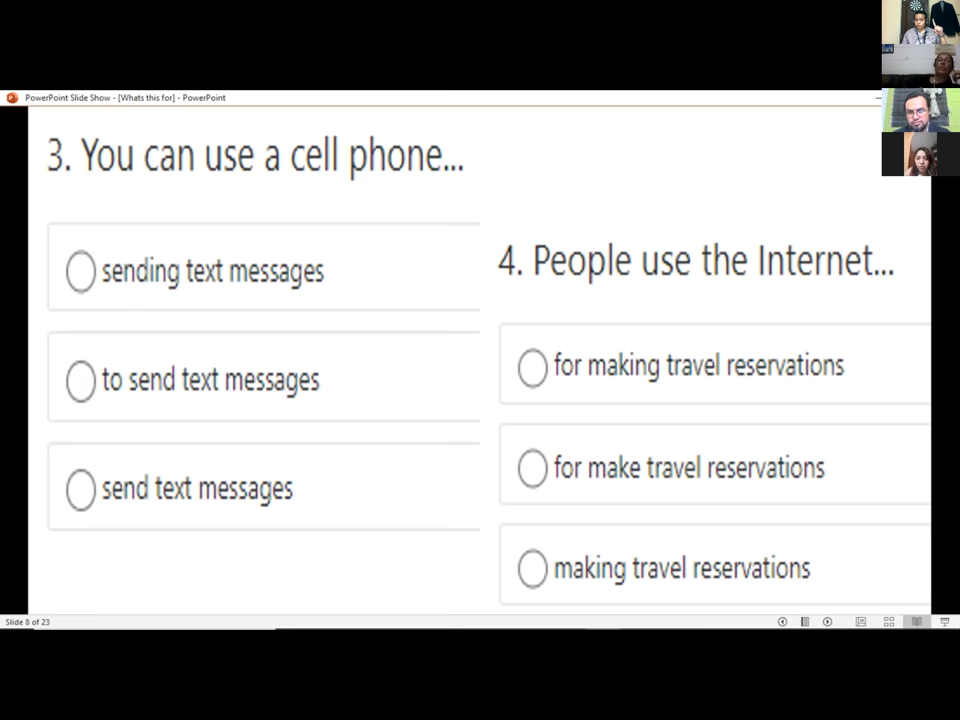 PowerPoint Slide Show - [Whats this for] - PowerPoint
3. You can use a cell phone...
sending text messages
to send text messages
send text messages
4. People use the Internet...
for making travel reservations
for make travel reservations
making travel reservations
Slide 8 of 23